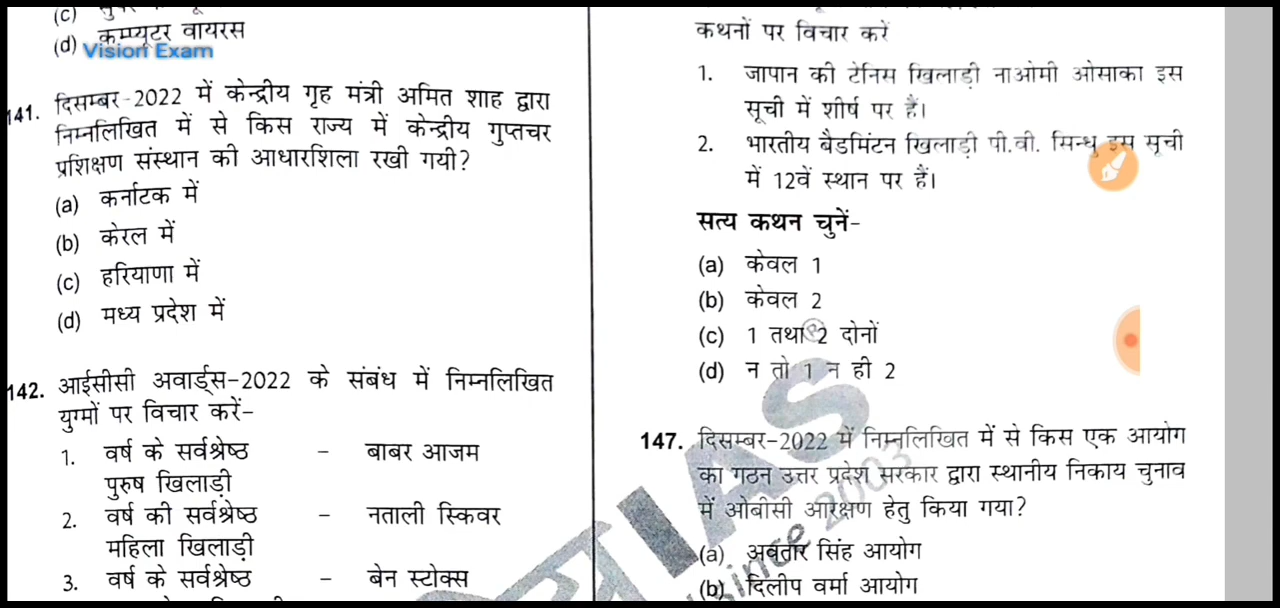 (c)
(d) कम्प्यूटर वायरस
Vision Exam
141. दिसम्बर-2022 में केन्द्रीय गृह मंत्री अमित शाह द्वारा
निम्नलिखित में से किस राज्य में केन्द्रीय गुप्तचर
प्रशिक्षण संस्थान की आधारशिला रखी गयी?
(a) कर्नाटक में
(b) केरल में
(c) हरियाणा में
(d) मध्य प्रदेश में
142. आईसीसी अवार्ड्स-2022 के संबंध में निम्नलिखित
युग्मों पर विचार करें-
1. वर्ष के सर्वश्रेष्ठ – बाबर आजम
पुरुष खिलाड़ी
2. वर्ष की सर्वश्रेष्ठ – नताली स्किवर
महिला खिलाड़ी
3. वर्ष के सर्वश्रेष्ठ – बेन स्टोक्स
कथनों पर विचार करें
1. जापान की टेनिस खिलाड़ी नाओमी ओसाका इस
सूची में शीर्ष पर हैं।
2. भारतीय बैडमिंटन खिलाड़ी पी.वी. सिन्धु इस सूची
में 12वें स्थान पर हैं।
सत्य कथन चुनें-
(a) केवल 1
(b) केवल 2
(c) 1 तथा 2 दोनों
(d) न तो 1 न ही 2
147. दिसम्बर-2022 में निम्नलिखित में से किस एक आयोग
का गठन उत्तर प्रदेश सरकार द्वारा स्थानीय निकाय चुनाव
में ओबीसी आरक्षण हेतु किया गया?
(a) अवतार सिंह आयोग
(b) दिलीप वर्मा आयोग
IAS
since 2003